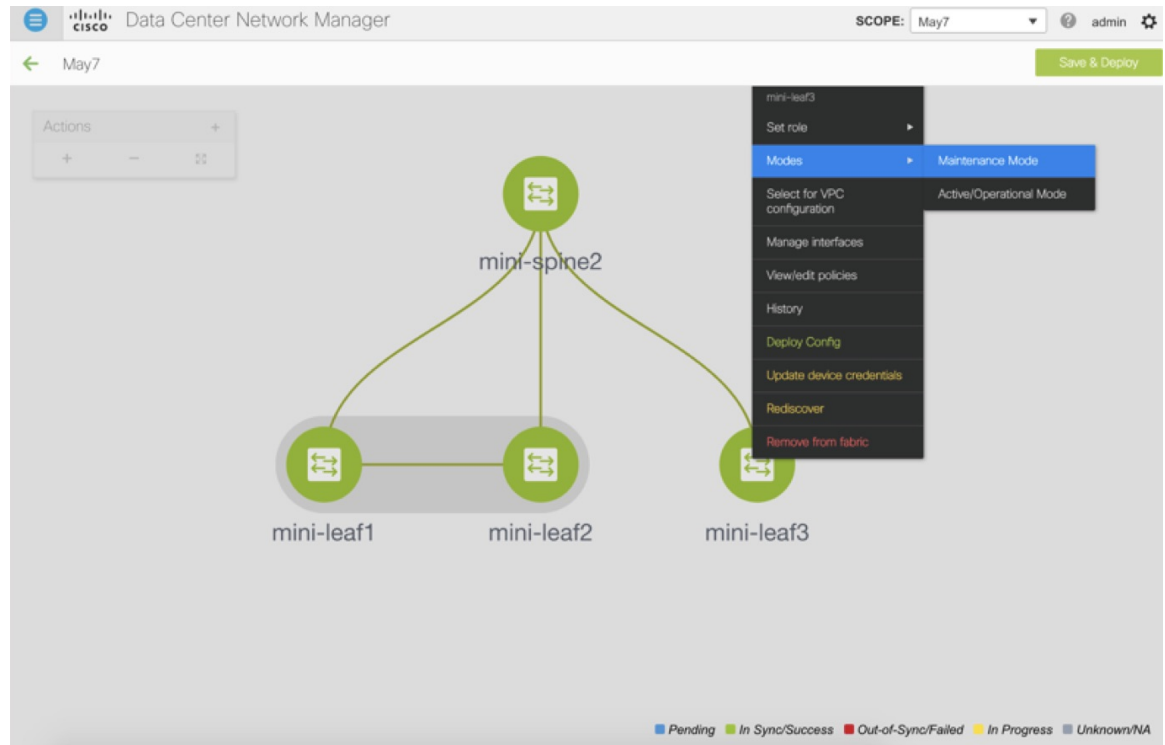 CISCO Data Center Network Manager
SCOPE: May7
admin
May7
Save & Deploy
Actions
mini-leaf3
Set role
Modes
Maintenance Mode
Active/Operational Mode
Select for VPC
configuration
Manage interfaces
View/edit policies
History
Deploy Config
Update device credentials
Rediscover
Remove from fabric
mini-spine2
mini-leaf1
mini-leaf2
mini-leaf3
Pending In Sync/Success Out-of-Sync/Failed In Progress Unknown/NA